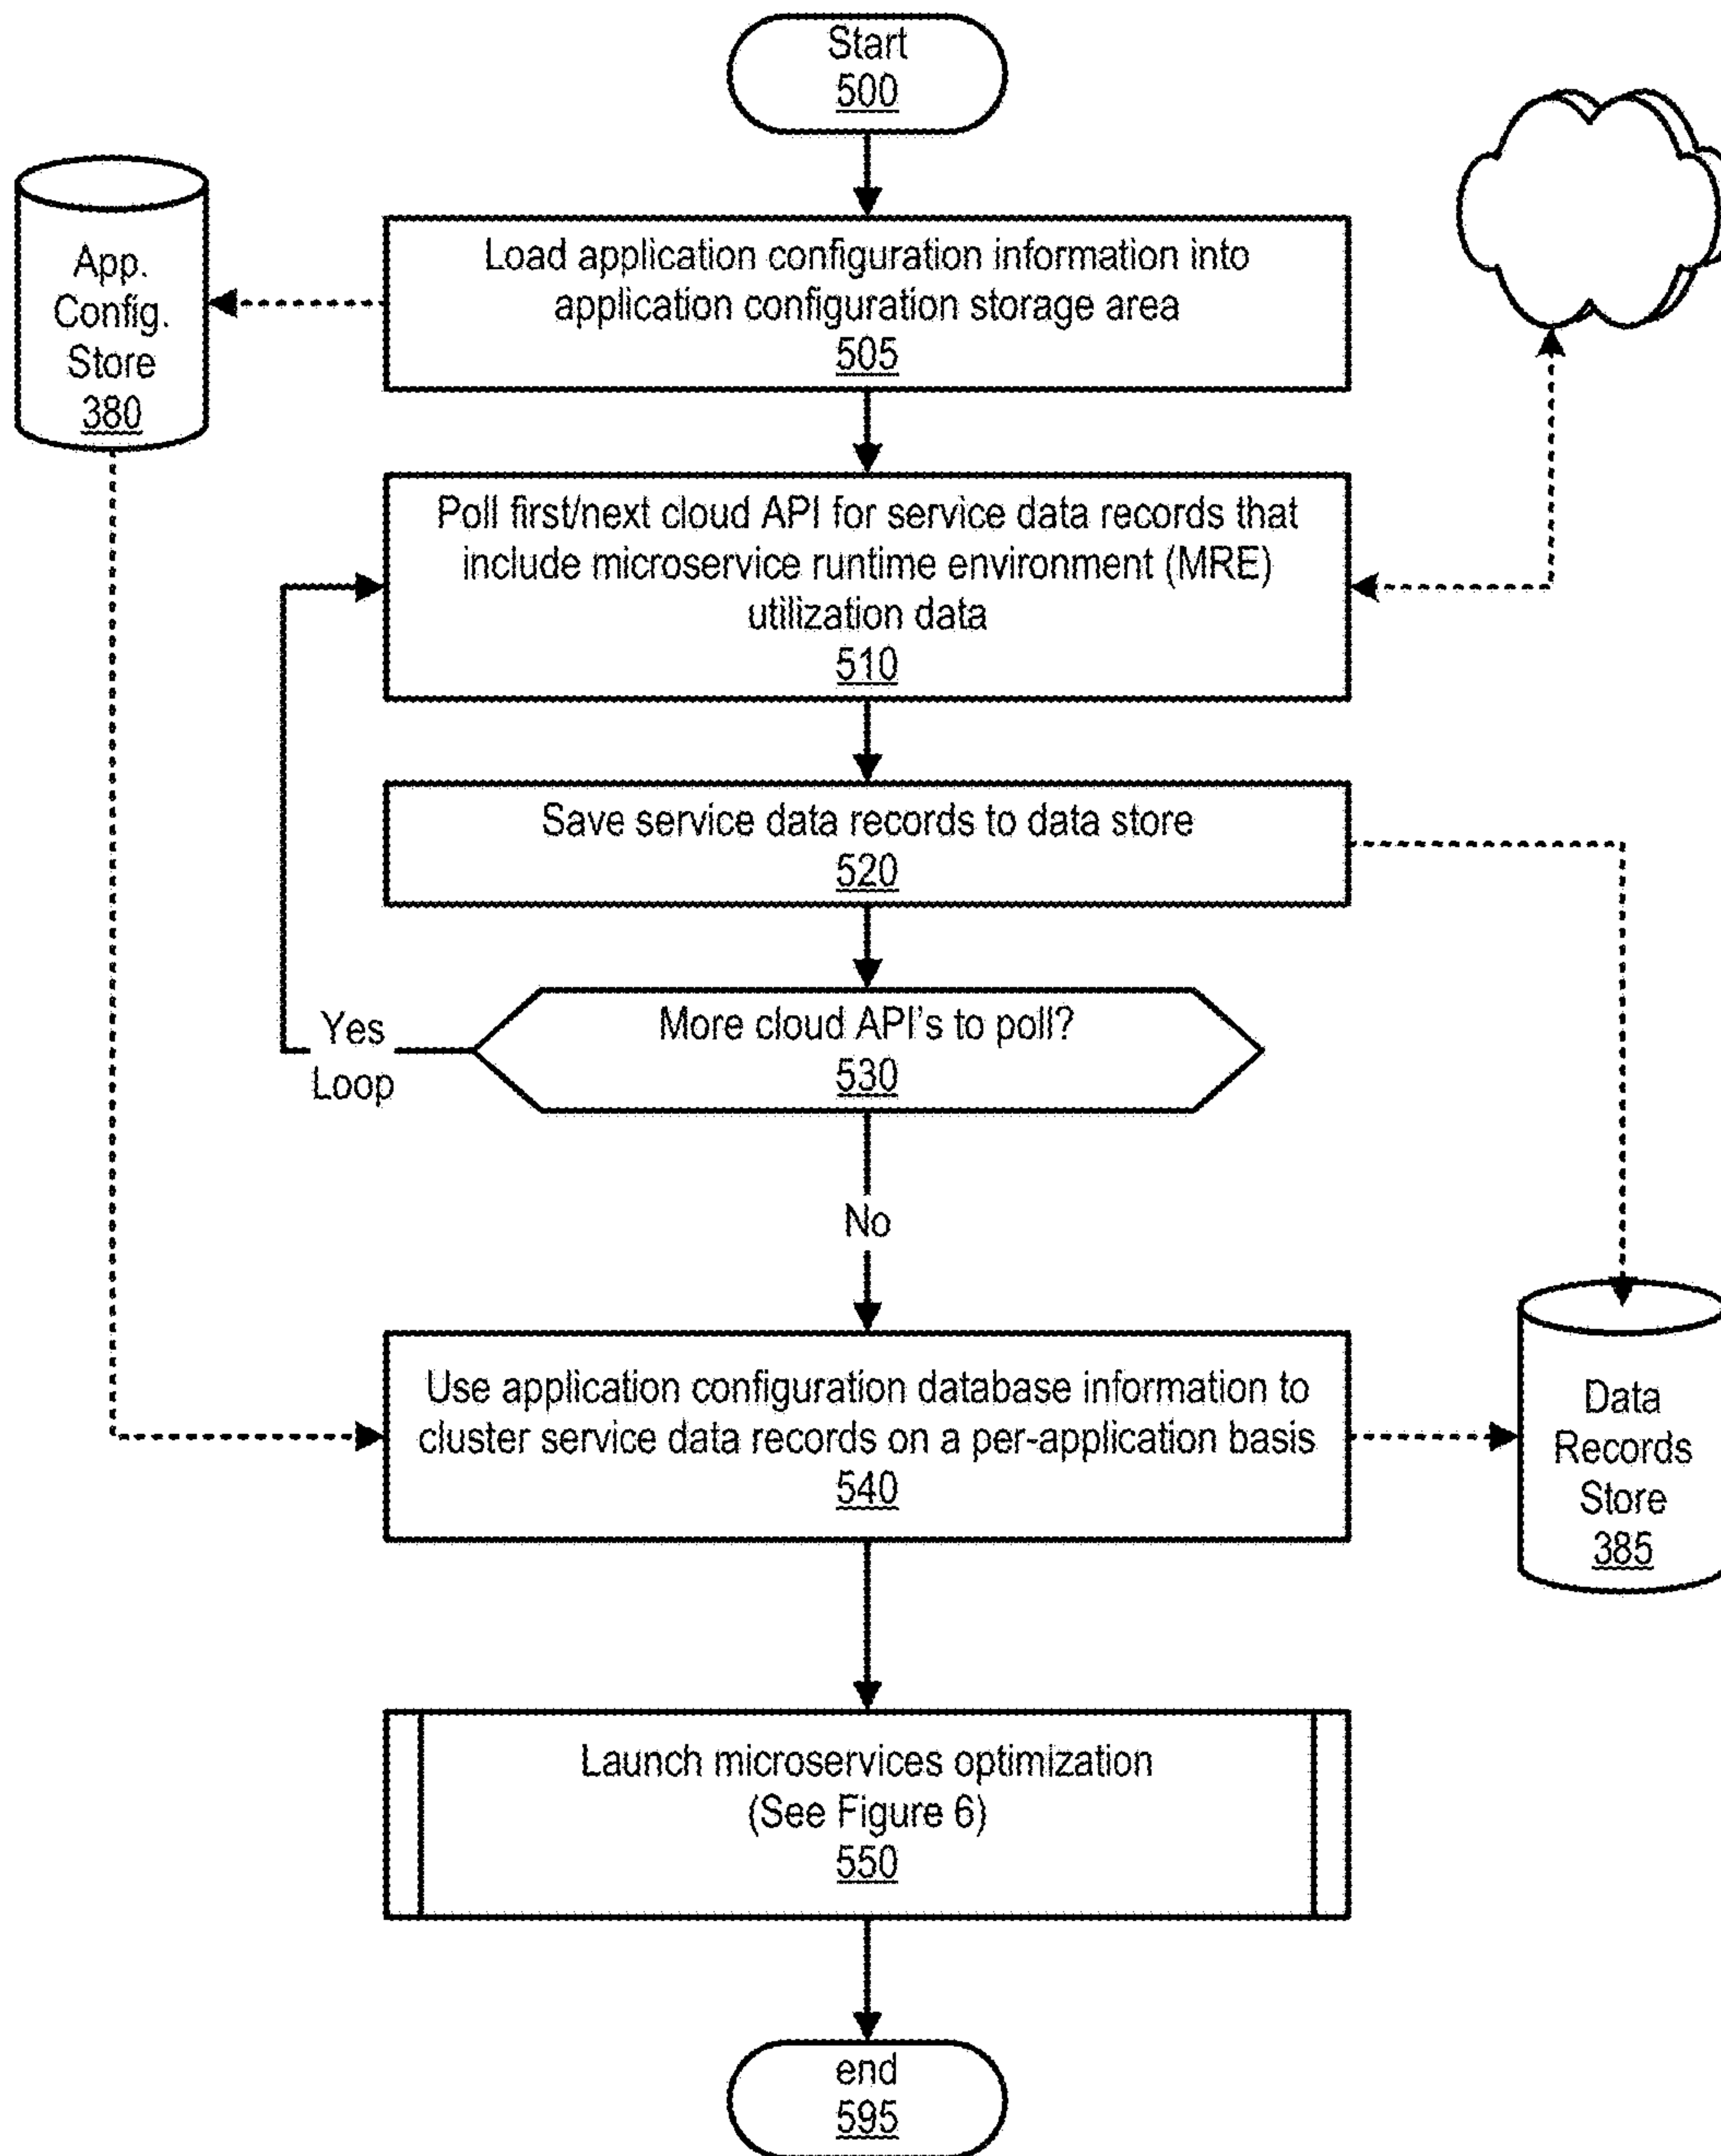 Start
500
App.
Config.
Store
380
Load application configuration information into
application configuration storage area
505
Poll first/next cloud API for service data records that
include microservice runtime environment (MRE)
utilization data
510
Save service data records to data store
520
Yes
Loop
More cloud API's to poll?
530
No
Use application configuration database information to
cluster service data records on a per-application basis
540
Data
Records
Store
385
Launch microservices optimization
(See Figure 6)
550
end
595